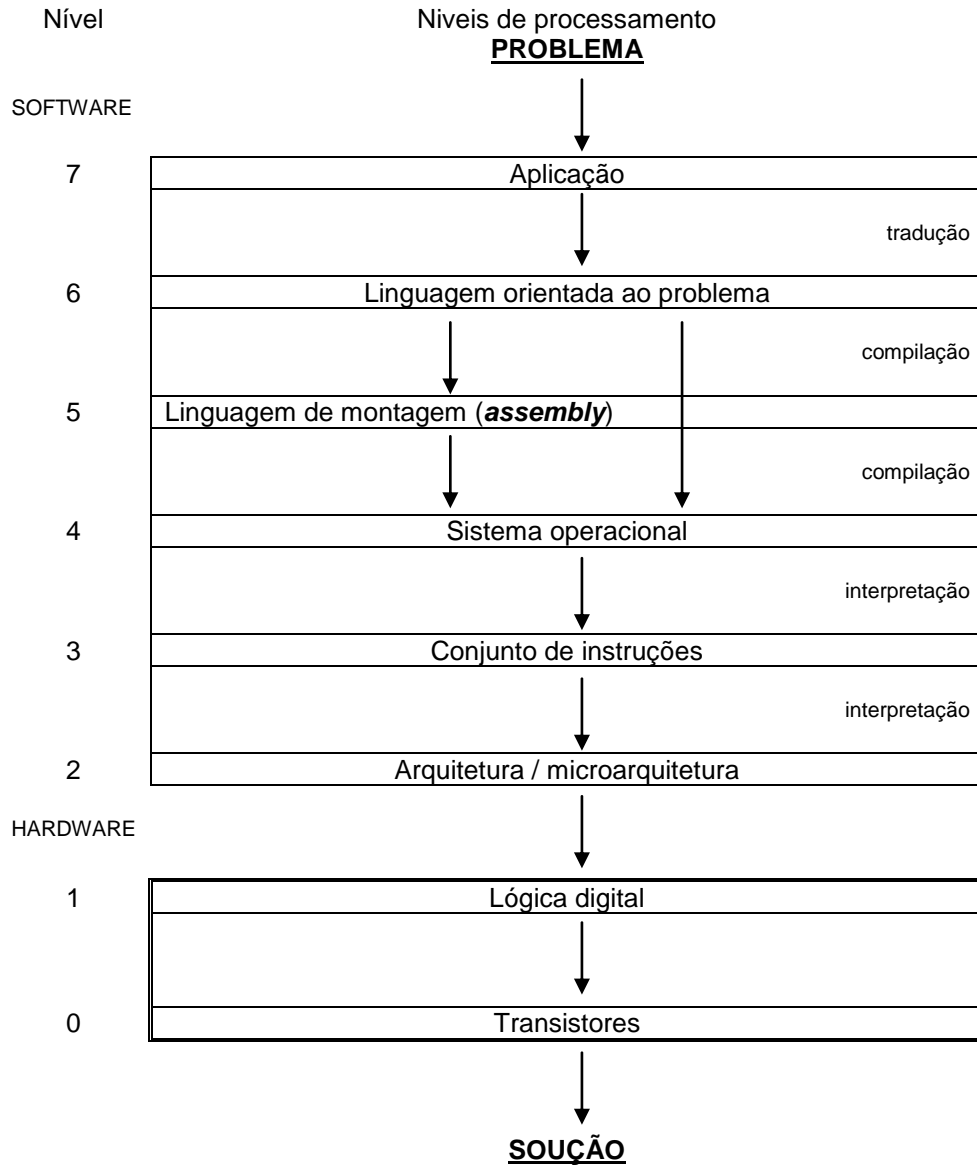 Nível Niveis de processamento
PROBLEMA
SOFTWARE
7 Aplicação
tradução
6 Linguagem orientada ao problema
compilação
5 Linguagem de montagem (assembly)
compilação
4 Sistema operacional
interpretação
3 Conjunto de instruções
interpretação
2 Arquitetura / microarquitetura
HARDWARE
1 Lógica digital
0 Transistores
SOUÇÃO